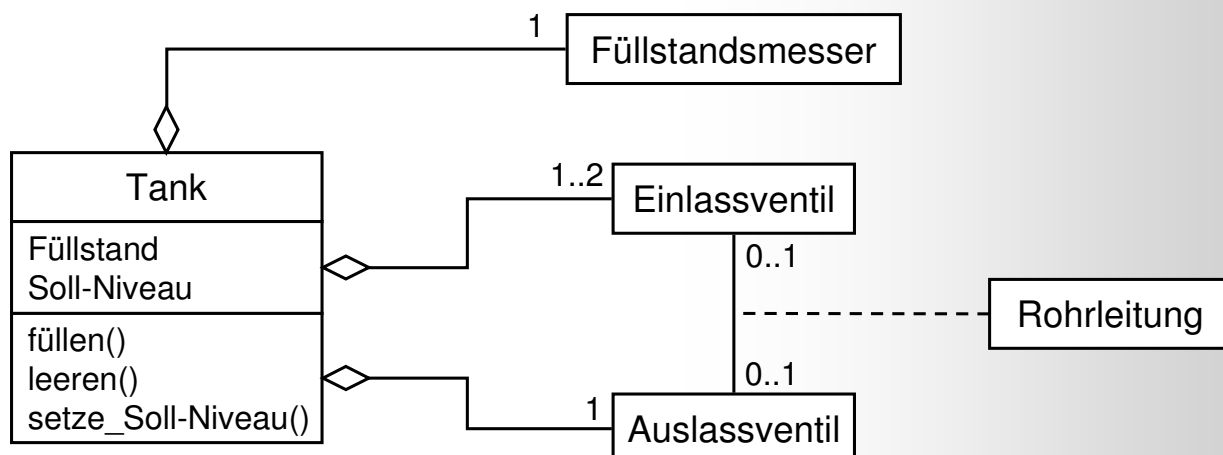 1
Füllstandsmesser
Tank
Füllstand
Soll-Niveau
füllen()
leeren()
setze_Soll-Niveau()
1..2
Einlassventil
0..1
Rohrleitung
0..1
1
Auslassventil